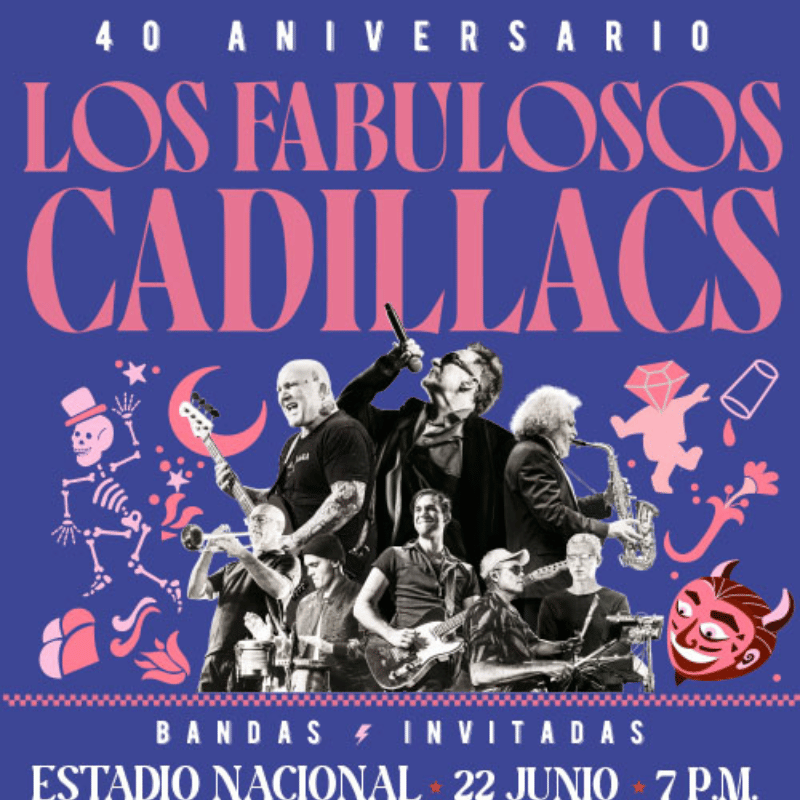 40 ANIVERSARIO
LOS FABULOSOS
CADILLACS
BANDAS INVITADAS
ESTADIO NACIONAL ★ 22 JUNIO ★ 7 P.M.